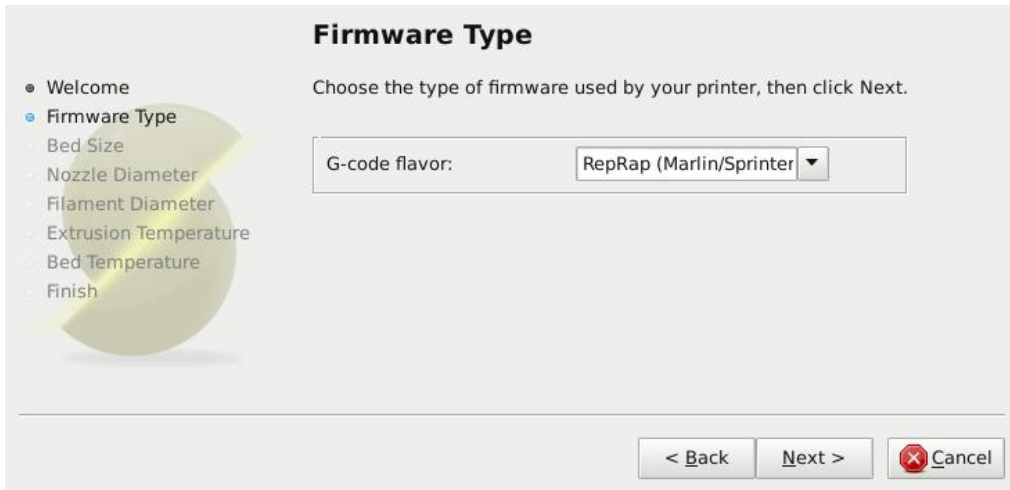 Firmware Type
Welcome
Firmware Type
Bed Size
Nozzle Diameter
Filament Diameter
Extrusion Temperature
Bed Temperature
Finish
Choose the type of firmware used by your printer, then click Next.
G-code flavor: RepRap (Marlin/Sprinter
< Back Next > Cancel